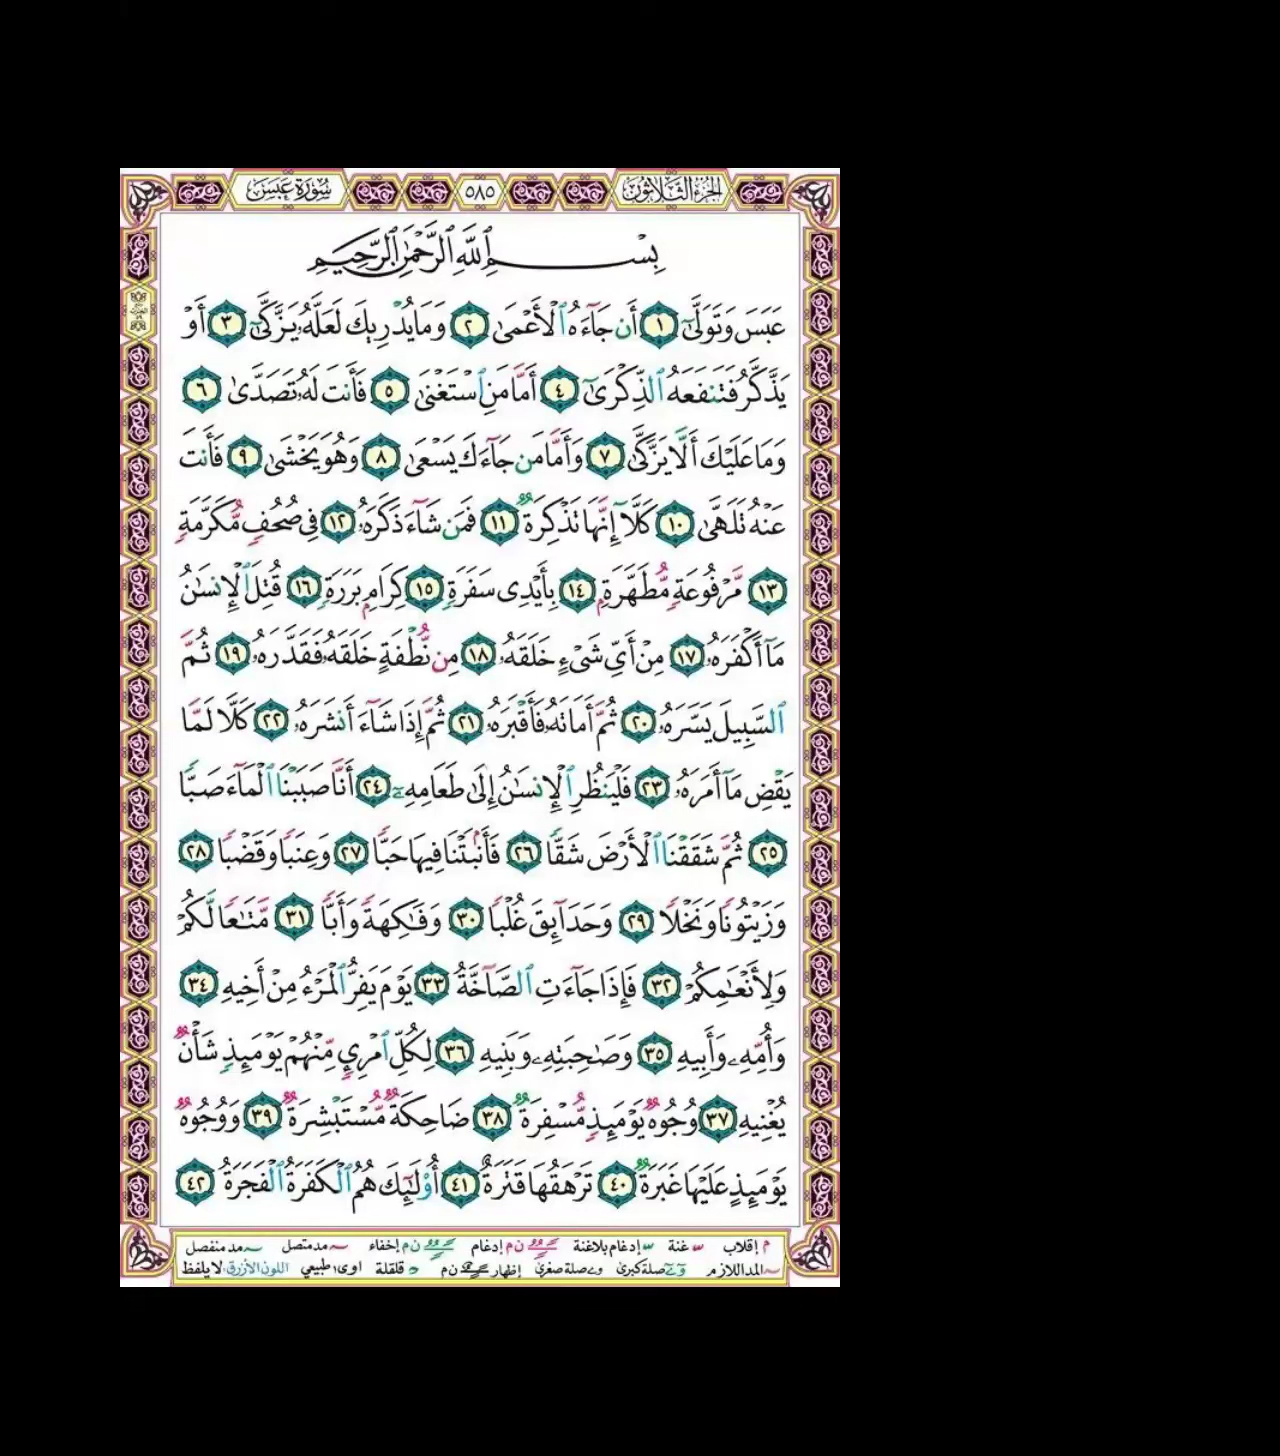 الجزء الثلاثون
٥٨٥
سورة عبس
بِسْمِ ٱللَّهِ ٱلرَّحْمَٰنِ ٱلرَّحِيمِ
عَبَسَ وَتَوَلَّىٰٓ ١ أَن جَآءَهُ ٱلْأَعْمَىٰ ٢ وَمَا يُدْرِيكَ لَعَلَّهُۥ يَزَّكَّىٰٓ ٣ أَوْ
يَذَّكَّرُ فَتَنفَعَهُ ٱلذِّكْرَىٰٓ ٤ أَمَّا مَنِ ٱسْتَغْنَىٰ ٥ فَأَنتَ لَهُۥ تَصَدَّىٰ ٦
وَمَا عَلَيْكَ أَلَّا يَزَّكَّىٰ ٧ وَأَمَّا مَن جَآءَكَ يَسْعَىٰ ٨ وَهُوَ يَخْشَىٰ ٩ فَأَنتَ
عَنْهُ تَلَهَّىٰ ١٠ كَلَّآ إِنَّهَا تَذْكِرَةٌ ١١ فَمَن شَآءَ ذَكَرَهُۥ ١٢ فِى صُحُفٍ مُّكَرَّمَةٍ
١٣ مَّرْفُوعَةٍ مُّطَهَّرَةٍۭ ١٤ بِأَيْدِى سَفَرَةٍ ١٥ كِرَامٍۭ بَرَرَةٍ ١٦ قُتِلَ ٱلْإِنسَٰنُ
مَآ أَكْفَرَهُۥ ١٧ مِنْ أَىِّ شَىْءٍ خَلَقَهُۥ ١٨ مِن نُّطْفَةٍ خَلَقَهُۥ فَقَدَّرَهُۥ ١٩ ثُمَّ
ٱلسَّبِيلَ يَسَّرَهُۥ ٢٠ ثُمَّ أَمَاتَهُۥ فَأَقْبَرَهُۥ ٢١ ثُمَّ إِذَا شَآءَ أَنشَرَهُۥ ٢٢ كَلَّا لَمَّا
يَقْضِ مَآ أَمَرَهُۥ ٢٣ فَلْيَنظُرِ ٱلْإِنسَٰنُ إِلَىٰ طَعَامِهِۦٓ ٢٤ أَنَّا صَبَبْنَا ٱلْمَآءَ صَبًّا
٢٥ ثُمَّ شَقَقْنَا ٱلْأَرْضَ شَقًّا ٢٦ فَأَنۢبَتْنَا فِيهَا حَبًّا ٢٧ وَعِنَبًا وَقَضْبًا ٢٨
وَزَيْتُونًا وَنَخْلًا ٢٩ وَحَدَآئِقَ غُلْبًا ٣٠ وَفَٰكِهَةً وَأَبًّا ٣١ مَّتَٰعًا لَّكُمْ
وَلِأَنْعَٰمِكُمْ ٣٢ فَإِذَا جَآءَتِ ٱلصَّآخَّةُ ٣٣ يَوْمَ يَفِرُّ ٱلْمَرْءُ مِنْ أَخِيهِ ٣٤
وَأُمِّهِۦ وَأَبِيهِ ٣٥ وَصَٰحِبَتِهِۦ وَبَنِيهِ ٣٦ لِكُلِّ ٱمْرِئٍ مِّنْهُمْ يَوْمَئِذٍ شَأْنٌ
يُغْنِيهِ ٣٧ وُجُوهٌ يَوْمَئِذٍ مُّسْفِرَةٌ ٣٨ ضَاحِكَةٌ مُّسْتَبْشِرَةٌ ٣٩ وَوُجُوهٌ
يَوْمَئِذٍ عَلَيْهَا غَبَرَةٌ ٤٠ تَرْهَقُهَا قَتَرَةٌ ٤١ أُو۟لَٰٓئِكَ هُمُ ٱلْكَفَرَةُ ٱلْفَجَرَةُ ٤٢
م إقلاب غنة إدغام بلاغنة ن م إدغام ن م إخفاء مد متصل مد منفصل
المد اللازم صلة كبرى صلة صغرى إظهار ن م قلقلة اوى طبيعي اللون الأزرق لا يلفظ